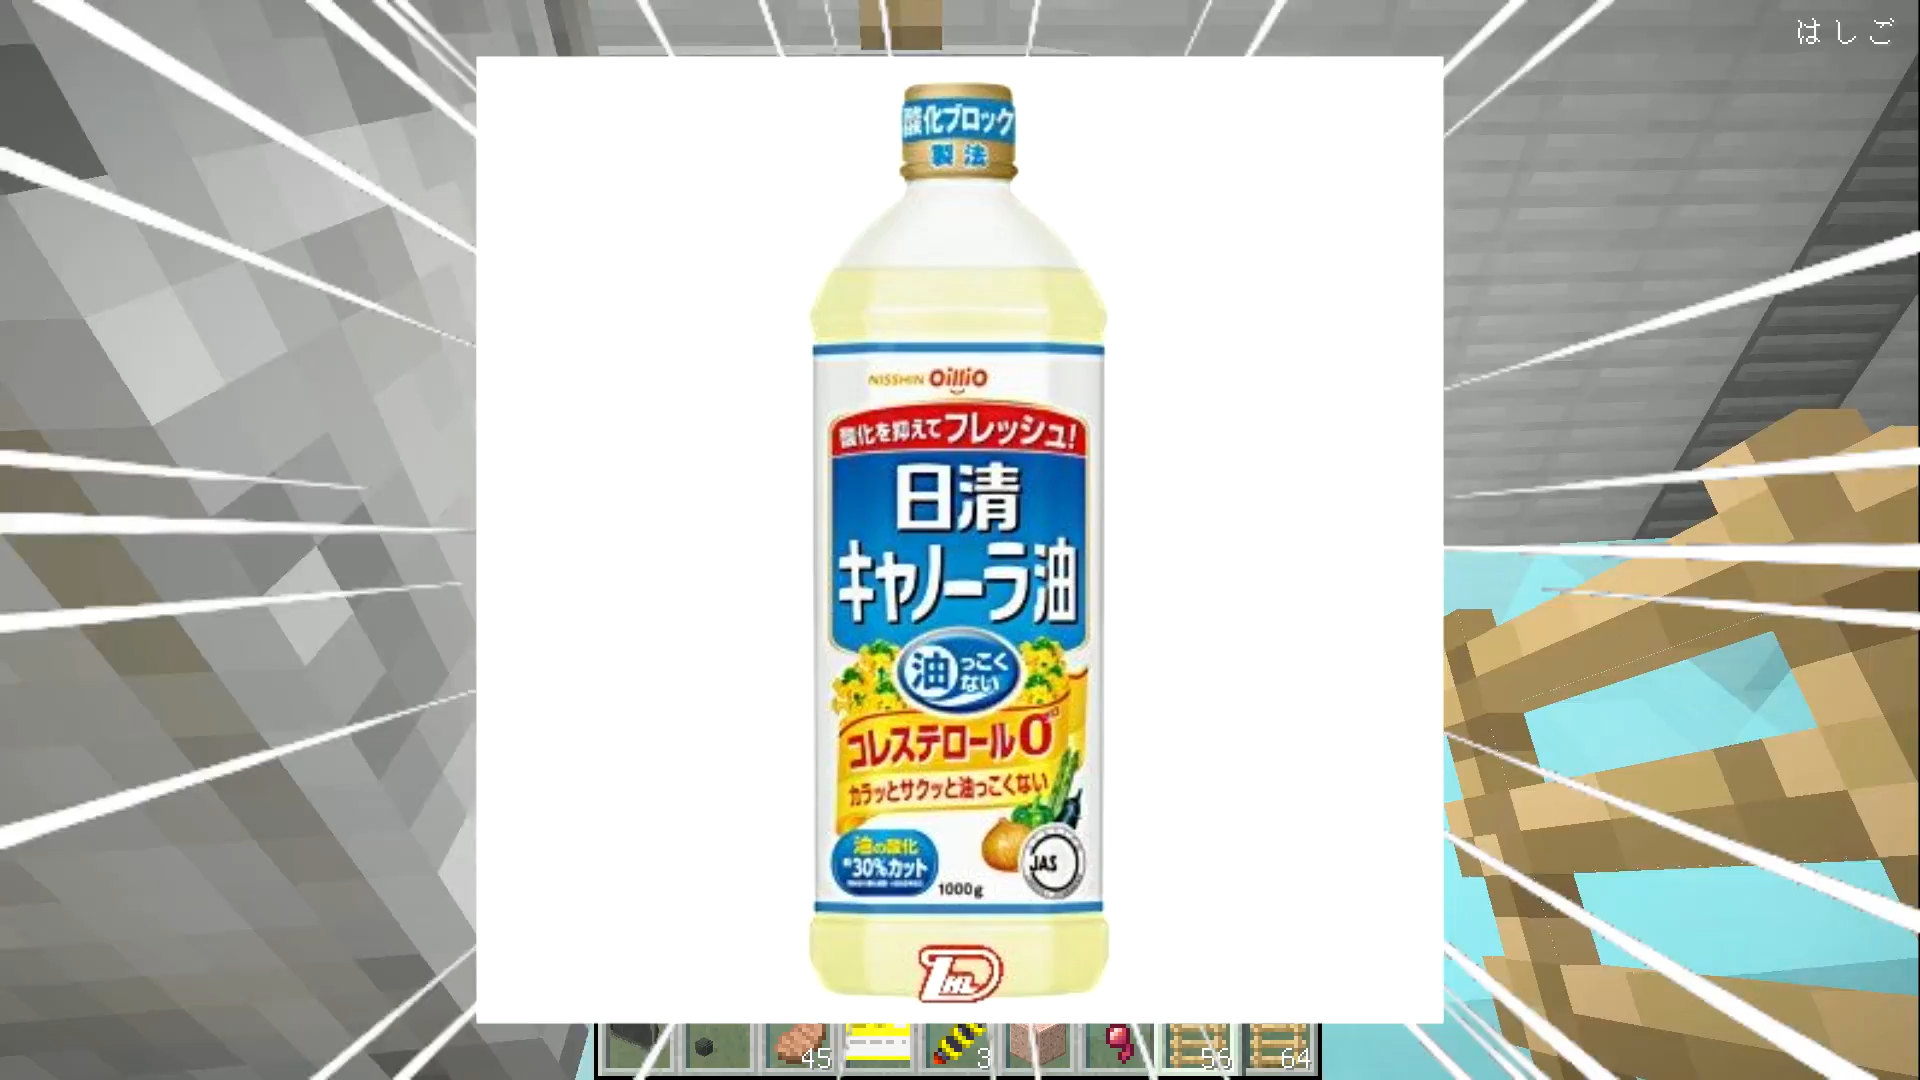 はしご
酸化ブロック
製法
NISSHIN OilliO
酸化を抑えてフレッシュ!
日清
キャノーラ油
油っこく
ない
コレステロール0
カラッとサクッと油っこくない
油の酸化
約30%カット
JAS
1000g
45
3
56
64